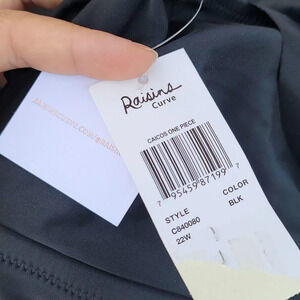 Raisins
Curve
CAICOS ONE PIECE
7 95459 87199 7
STYLE
C840080
22W
COLOR
BLK